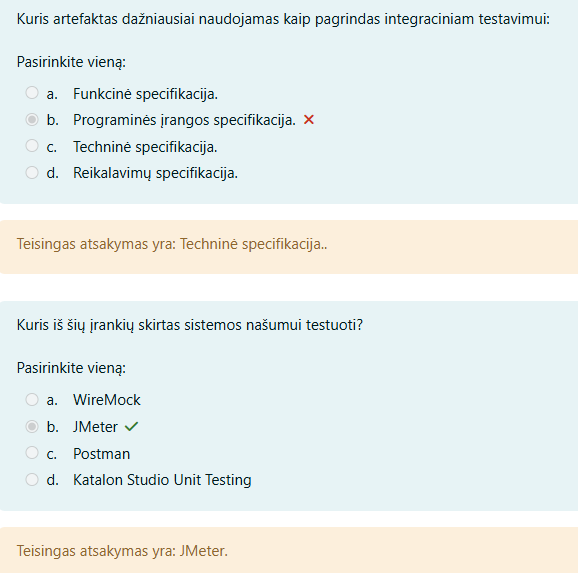 Kuris artefaktas dažniausiai naudojamas kaip pagrindas integraciniam testavimui:
Pasirinkite vieną:
a. Funkcinė specifikacija.
b. Programinės įrangos specifikacija.
c. Techninė specifikacija.
d. Reikalavimų specifikacija.
Teisingas atsakymas yra: Techninė specifikacija..
Kuris iš šių įrankių skirtas sistemos našumui testuoti?
Pasirinkite vieną:
a. WireMock
b. JMeter
c. Postman
d. Katalon Studio Unit Testing
Teisingas atsakymas yra: JMeter.